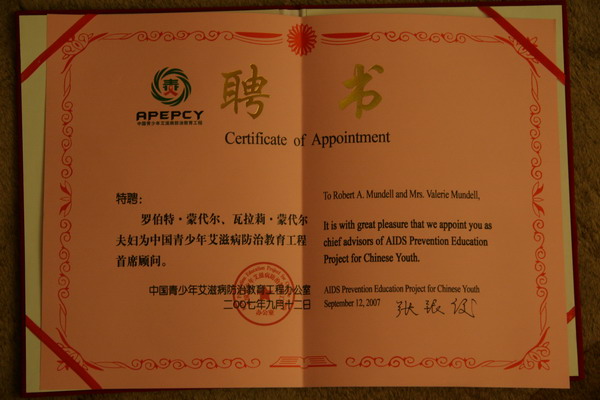 APEPCY
中国青少年艾滋病防治教育工程
聘书
Certificate of Appointment
特聘：
罗伯特·蒙代尔、瓦拉莉·蒙代尔
夫妇为中国青少年艾滋病防治教育工程
首席顾问。
中国青少年艾滋病防治教育工程办公室
二〇〇七年九月十二日
办公室
To Robert A. Mundell and Mrs. Valerie Mundell,
It is with great pleasure that we appoint you as
chief advisors of AIDS Prevention Education
Project for Chinese Youth.
AIDS Prevention Education Project for Chinese Youth
September 12, 2007
张银俊